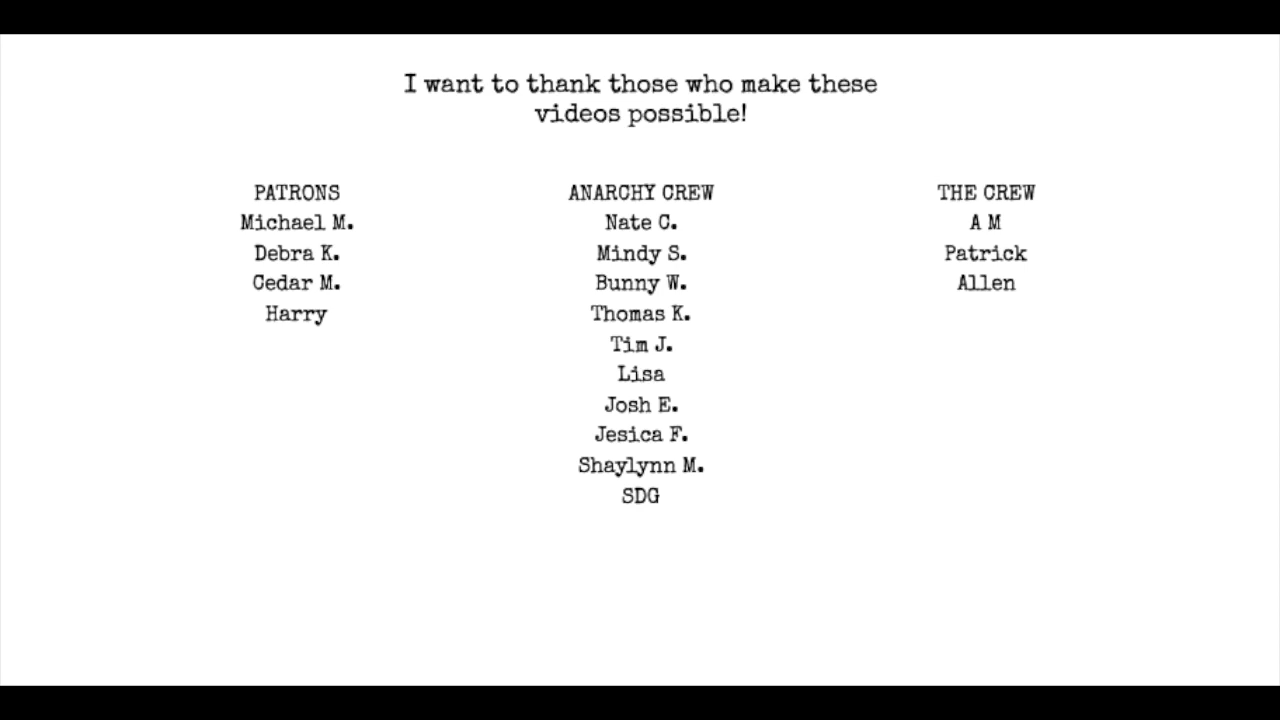 I want to thank those who make these
videos possible!
PATRONS
Michael M.
Debra K.
Cedar M.
Harry
ANARCHY CREW
Nate C.
Mindy S.
Bunny W.
Thomas K.
Tim J.
Lisa
Josh E.
Jesica F.
Shaylynn M.
SDG
THE CREW
A M
Patrick
Allen